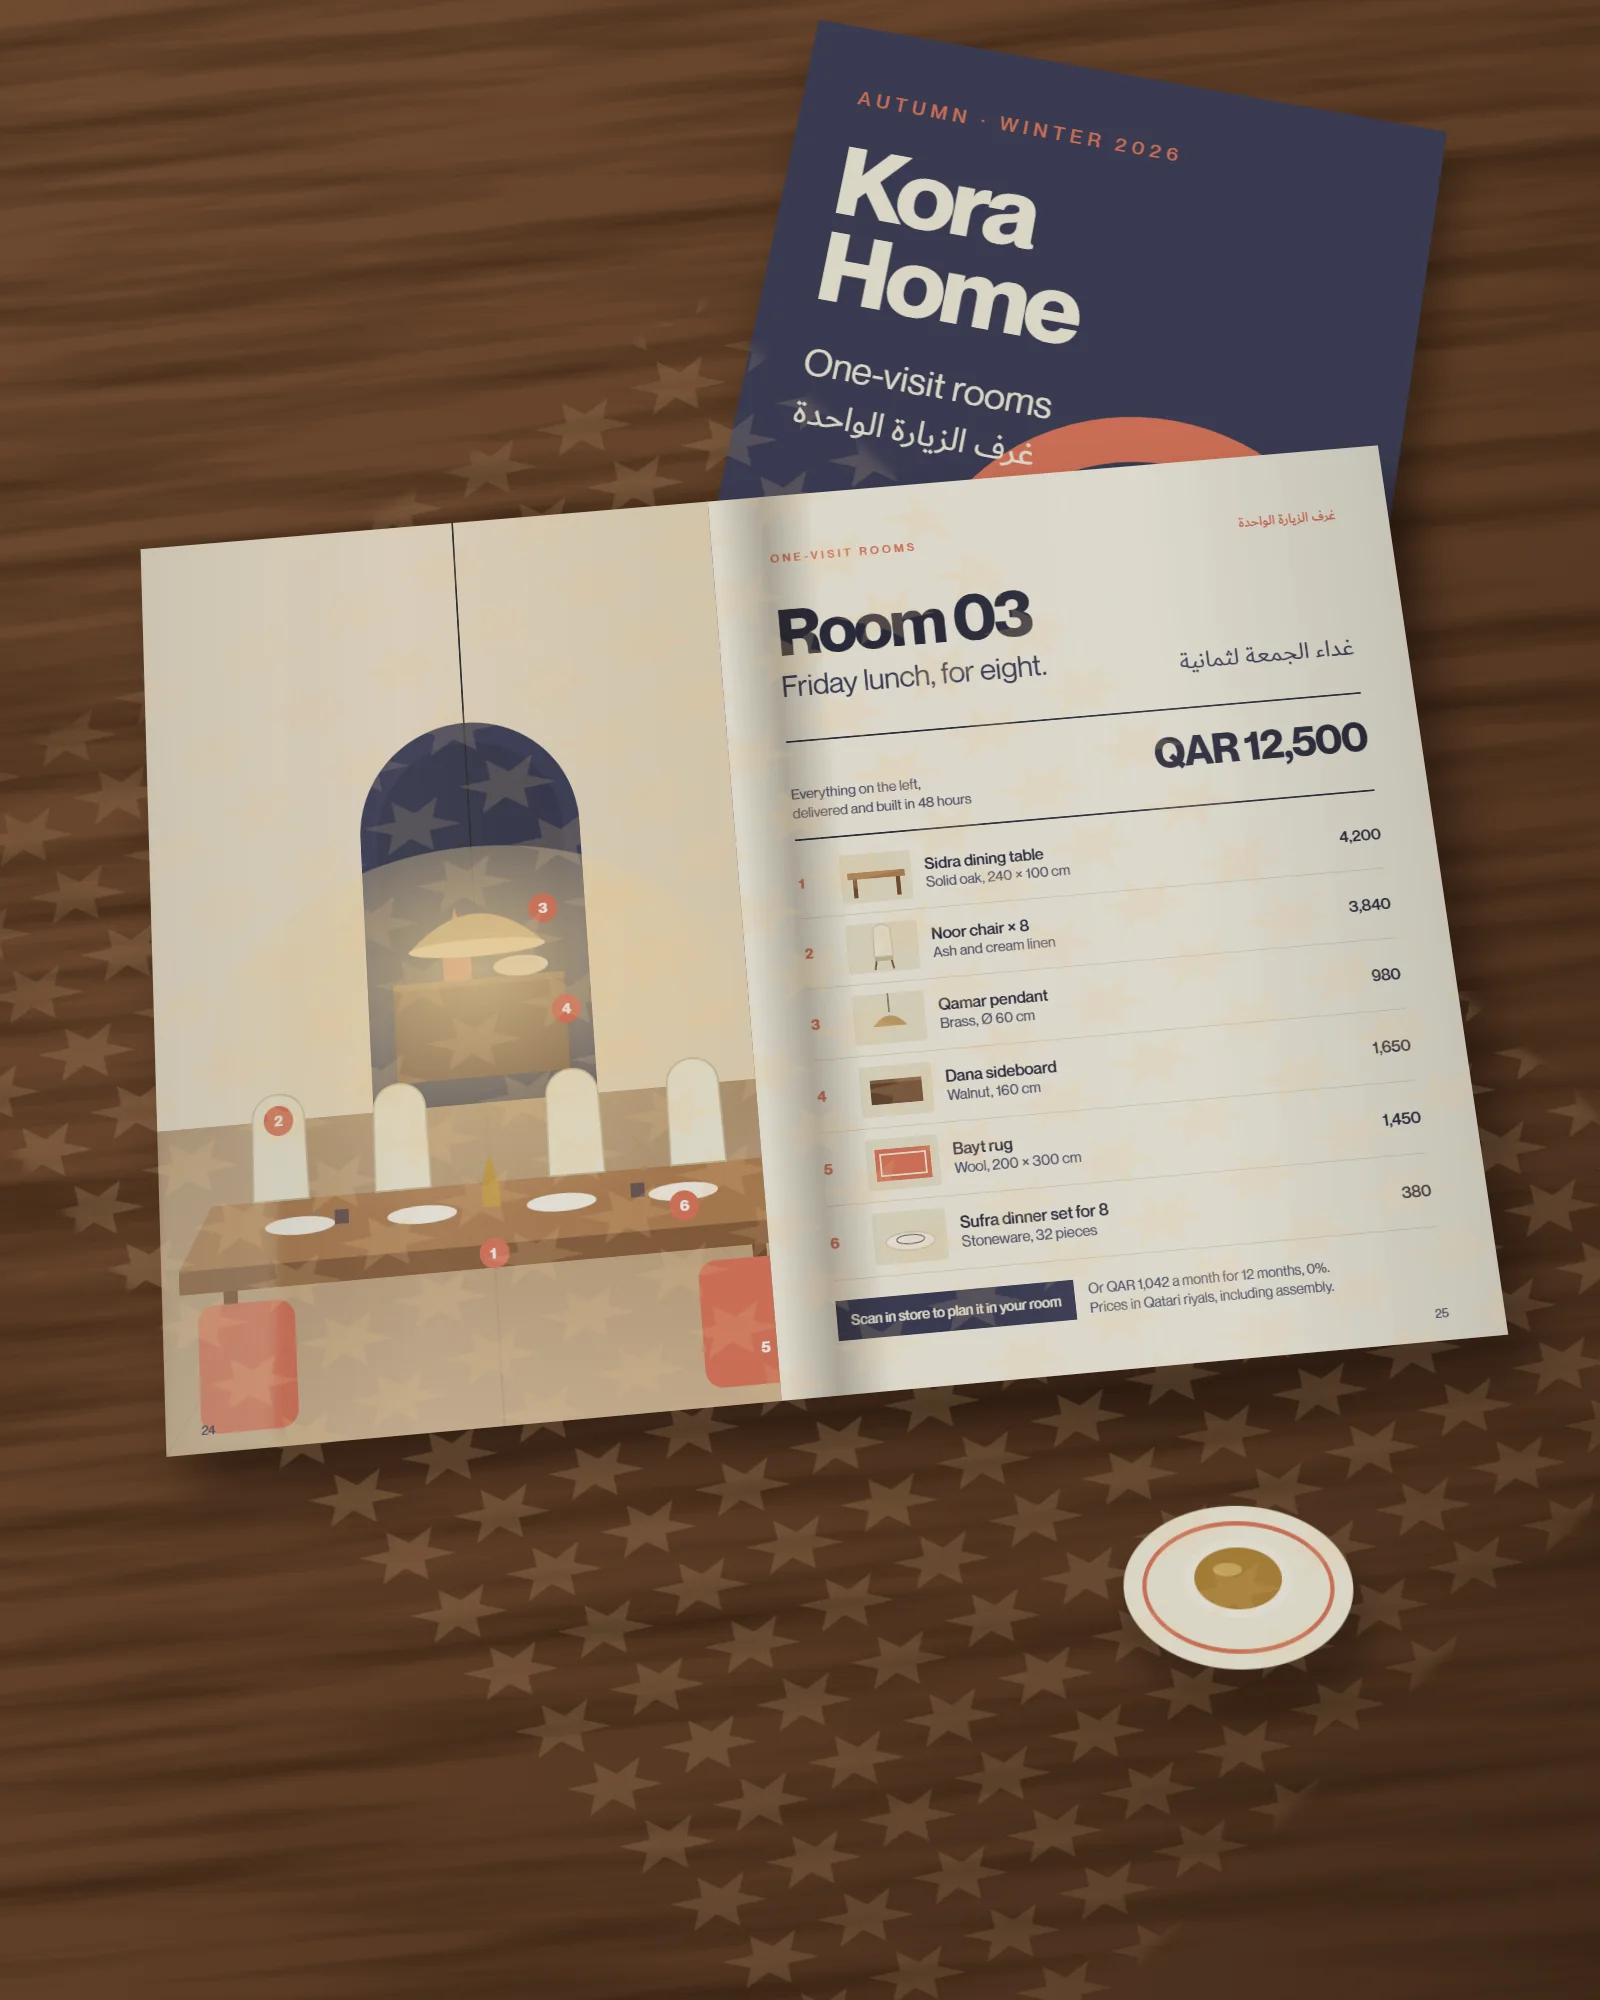 AUTUMN · WINTER 2026
Kora
Home
One-visit rooms
غرف الزيارة الواحدة
3
4
2
6
1
5
24
ONE-VISIT ROOMS
غرف الزيارة الواحدة
Room 03
Friday lunch, for eight.
غداء الجمعة لثمانية
QAR 12,500
Everything on the left,
delivered and built in 48 hours
1
Sidra dining table
Solid oak, 240 × 100 cm
4,200
2
Noor chair × 8
Ash and cream linen
3,840
3
Qamar pendant
Brass, Ø 60 cm
980
4
Dana sideboard
Walnut, 160 cm
1,650
5
Bayt rug
Wool, 200 × 300 cm
1,450
6
Sufra dinner set for 8
Stoneware, 32 pieces
380
Scan in store to plan it in your room
Or QAR 1,042 a month for 12 months, 0%.
Prices in Qatari riyals, including assembly.
25